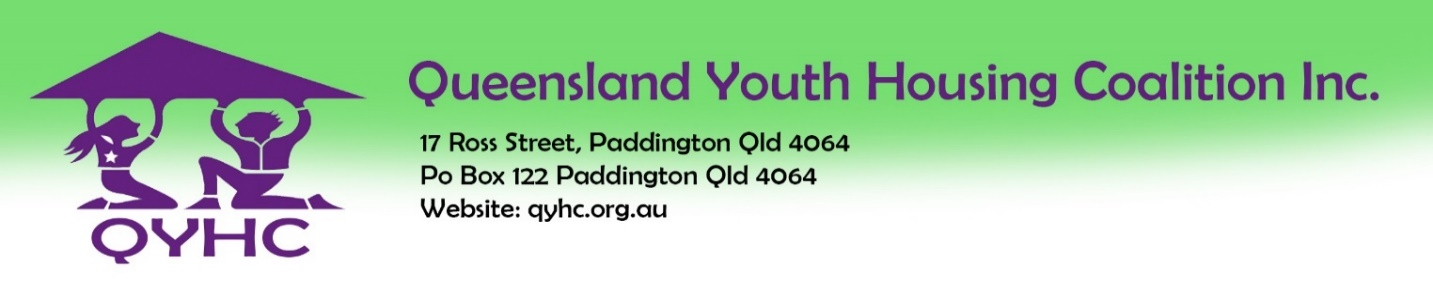 Queensland Youth Housing Coalition Inc.
17 Ross Street, Paddington Qld 4064
Po Box 122 Paddington Qld 4064
Website: qyhc.org.au
QYHC